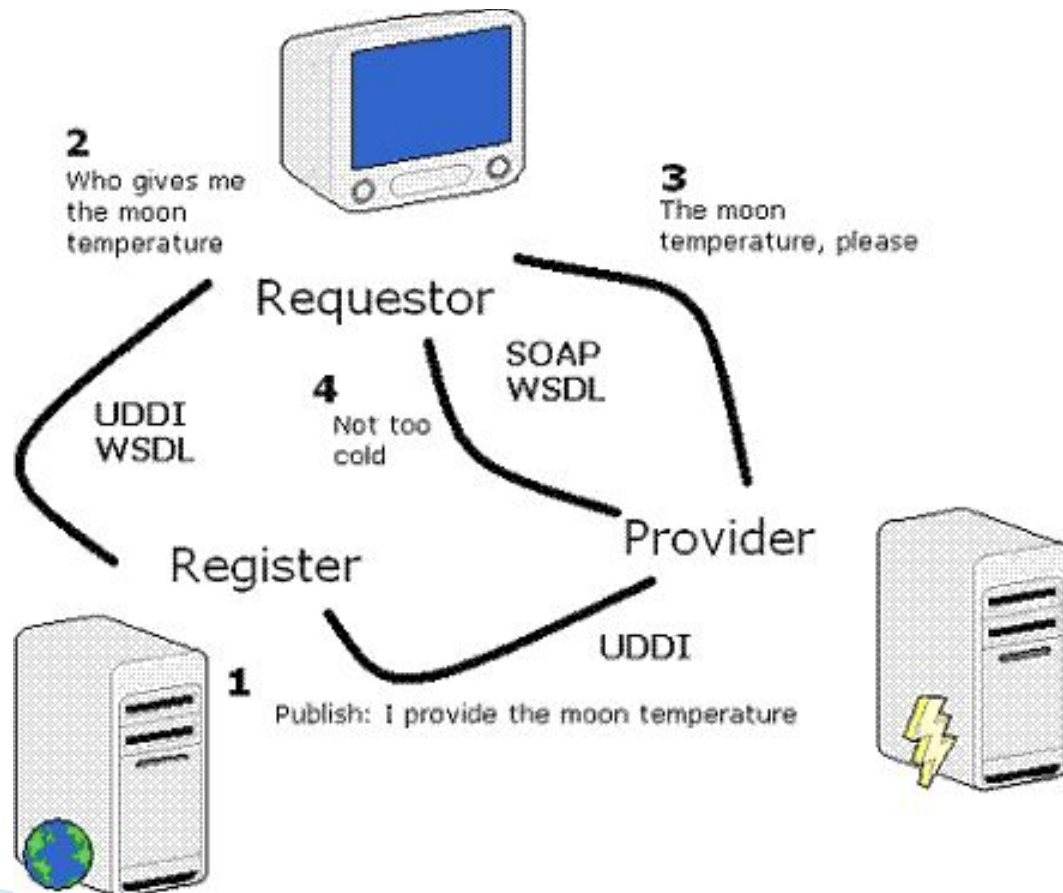 2
Who gives me
the moon
temperature
3
The moon
temperature, please
Requestor
SOAP
WSDL
UDDI
WSDL
4
Not too
cold
Provider
Register
UDDI
1
Publish: I provide the moon temperature